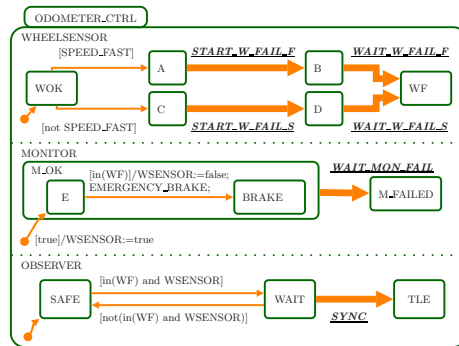 ODOMETER_CTRL
WHEELSENSOR
[SPEED_FAST]
START_W_FAIL_F
WAIT_W_FAIL_F
A
B
WOK
WF
C
D
[not SPEED_FAST]
START_W_FAIL_S
WAIT_W_FAIL_S
MONITOR
M_OK
[in(WF)]/WSENSOR:=false;
EMERGENCY_BRAKE;
WAIT_MON_FAIL
E
BRAKE
M_FAILED
[true]/WSENSOR:=true
OBSERVER
[in(WF) and WSENSOR]
SAFE
WAIT
TLE
[not(in(WF) and WSENSOR)]
SYNC